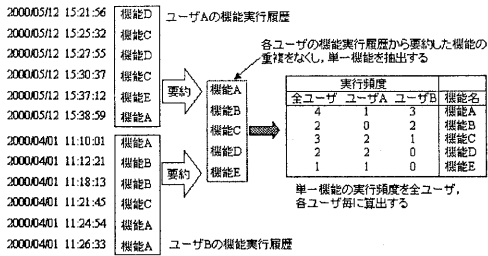 2000/05/12 15:21:56 機能D ユーザAの機能実行履歴
2000/05/12 15:25:32 機能C
2000/05/12 15:27:55 機能D
2000/05/12 15:30:37 機能C
2000/05/12 15:37:12 機能E
2000/05/12 15:38:59 機能A
2000/04/01 11:10:01 機能A
2000/04/01 11:12:21 機能B
2000/04/01 11:18:13 機能B
2000/04/01 11:21:45 機能C
2000/04/01 11:24:54 機能A
2000/04/01 11:26:33 機能A ユーザBの機能実行履歴
要約
要約
各ユーザの機能実行履歴から要約した機能の
重複をなくし，単一機能を抽出する
機能A
機能B
機能C
機能D
機能E
実行頻度
全ユーザ ユーザA ユーザB 機能名
4 1 3 機能A
2 0 2 機能B
3 2 1 機能C
2 2 0 機能D
1 1 0 機能E
単一機能の実行頻度を全ユーザ，
各ユーザ毎に算出する